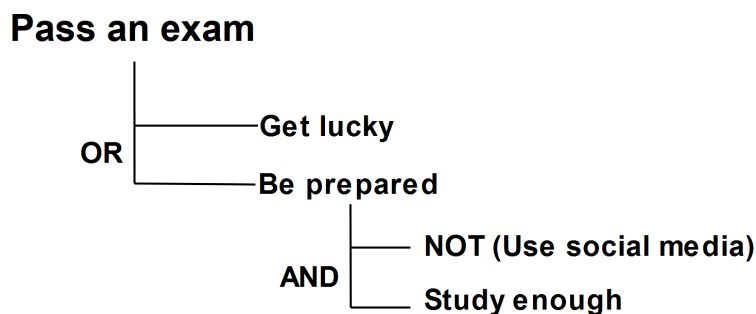 Pass an exam
Get lucky
OR
Be prepared
NOT (Use social media)
AND
Study enough